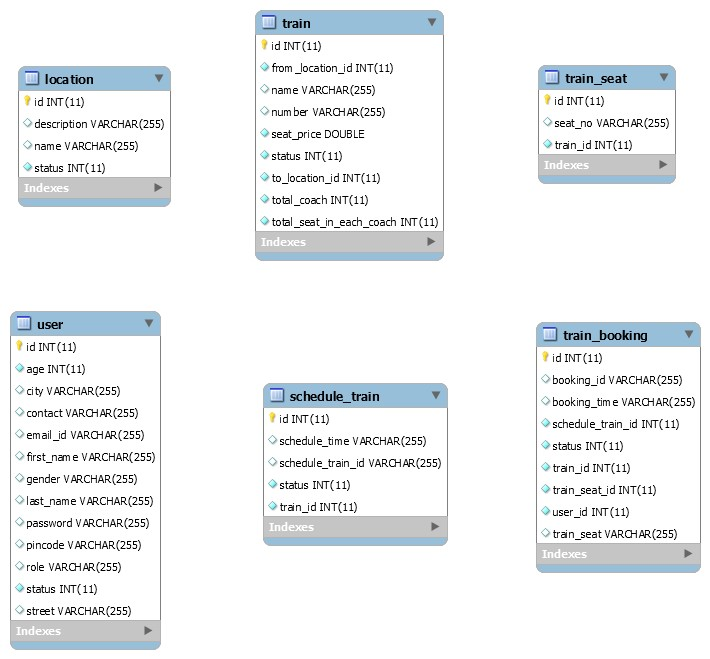 location
id INT(11)
description VARCHAR(255)
name VARCHAR(255)
status INT(11)
Indexes
train
id INT(11)
from_location_id INT(11)
name VARCHAR(255)
number VARCHAR(255)
seat_price DOUBLE
status INT(11)
to_location_id INT(11)
total_coach INT(11)
total_seat_in_each_coach INT(11)
Indexes
train_seat
id INT(11)
seat_no VARCHAR(255)
train_id INT(11)
Indexes
user
id INT(11)
age INT(11)
city VARCHAR(255)
contact VARCHAR(255)
email_id VARCHAR(255)
first_name VARCHAR(255)
gender VARCHAR(255)
last_name VARCHAR(255)
password VARCHAR(255)
pincode VARCHAR(255)
role VARCHAR(255)
status INT(11)
street VARCHAR(255)
Indexes
schedule_train
id INT(11)
schedule_time VARCHAR(255)
schedule_train_id VARCHAR(255)
status INT(11)
train_id INT(11)
Indexes
train_booking
id INT(11)
booking_id VARCHAR(255)
booking_time VARCHAR(255)
schedule_train_id INT(11)
status INT(11)
train_id INT(11)
train_seat_id INT(11)
user_id INT(11)
train_seat VARCHAR(255)
Indexes